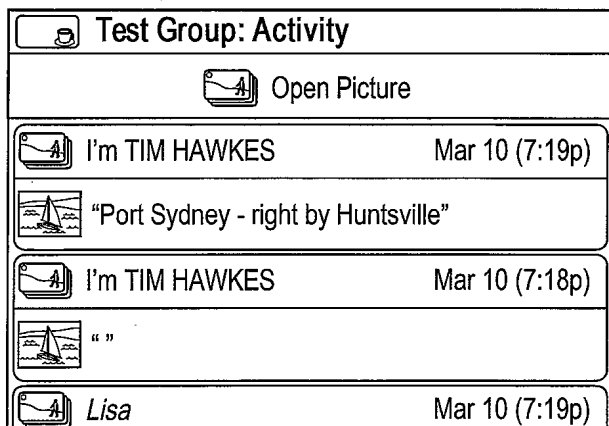 Test Group: Activity
Open Picture
I'm TIM HAWKES Mar 10 (7:19p)
“Port Sydney - right by Huntsville”
I'm TIM HAWKES Mar 10 (7:18p)
“ ”
Lisa Mar 10 (7:19p)